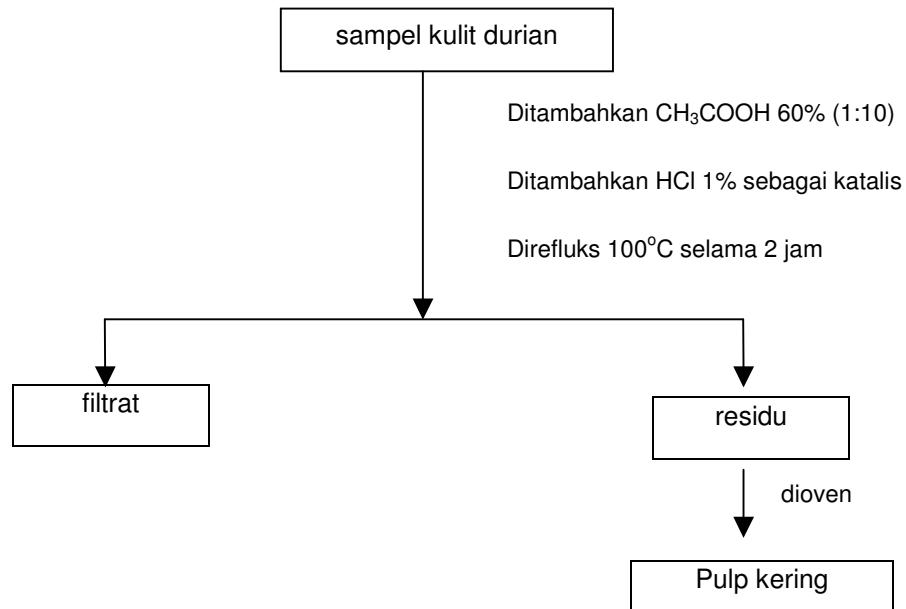 sampel kulit durian
Ditambahkan CH₃COOH 60% (1:10)
Ditambahkan HCl 1% sebagai katalis
Direfluks 100°C selama 2 jam
filtrat
residu
dioven
Pulp kering